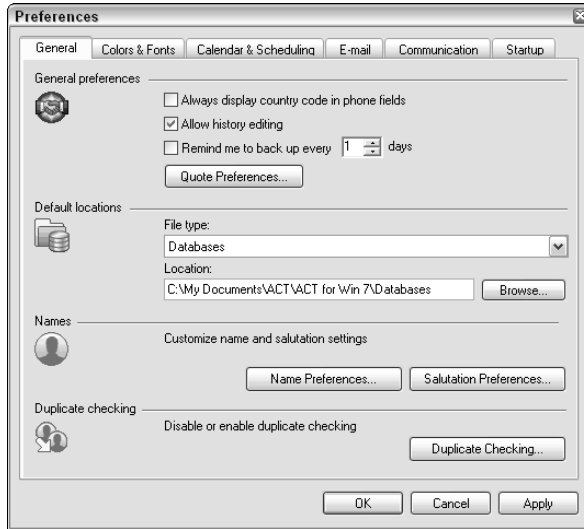 Preferences
General
Colors & Fonts
Calendar & Scheduling
E-mail
Communication
Startup
General preferences
Always display country code in phone fields
Allow history editing
Remind me to back up every 1 days
Quote Preferences...
Default locations
File type:
Databases
Location:
C:\My Documents\ACT\ACT for Win 7\Databases
Browse...
Names
Customize name and salutation settings
Name Preferences...
Salutation Preferences...
Duplicate checking
Disable or enable duplicate checking
Duplicate Checking...
OK
Cancel
Apply